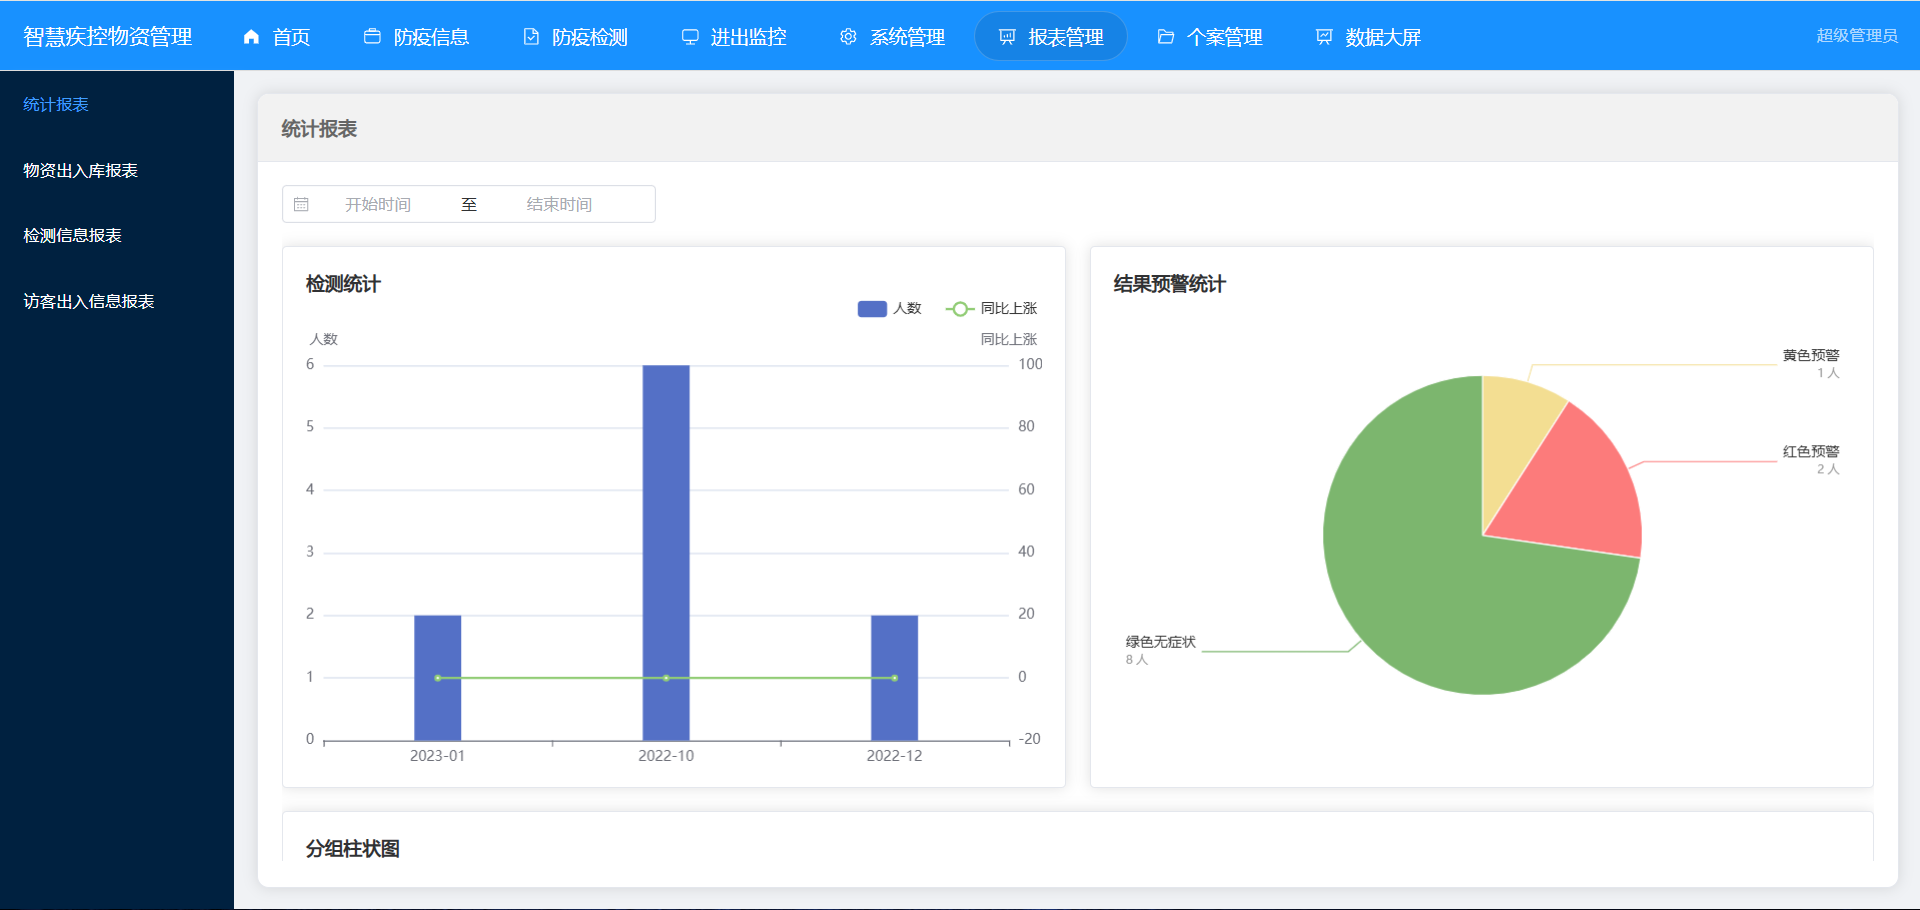 智慧疾控物资管理
首页
防疫信息
防疫检测
进出监控
系统管理
报表管理
个案管理
数据大屏
超级管理员
统计报表
物资出入库报表
检测信息报表
访客出入信息报表
统计报表
开始时间 至 结束时间
检测统计
人数
同比上涨
人数
同比上涨
6
5
4
3
2
1
0
100
80
60
40
20
0
-20
2023-01
2022-10
2022-12
结果预警统计
黄色预警
1 人
红色预警
2 人
绿色无症状
8 人
分组柱状图